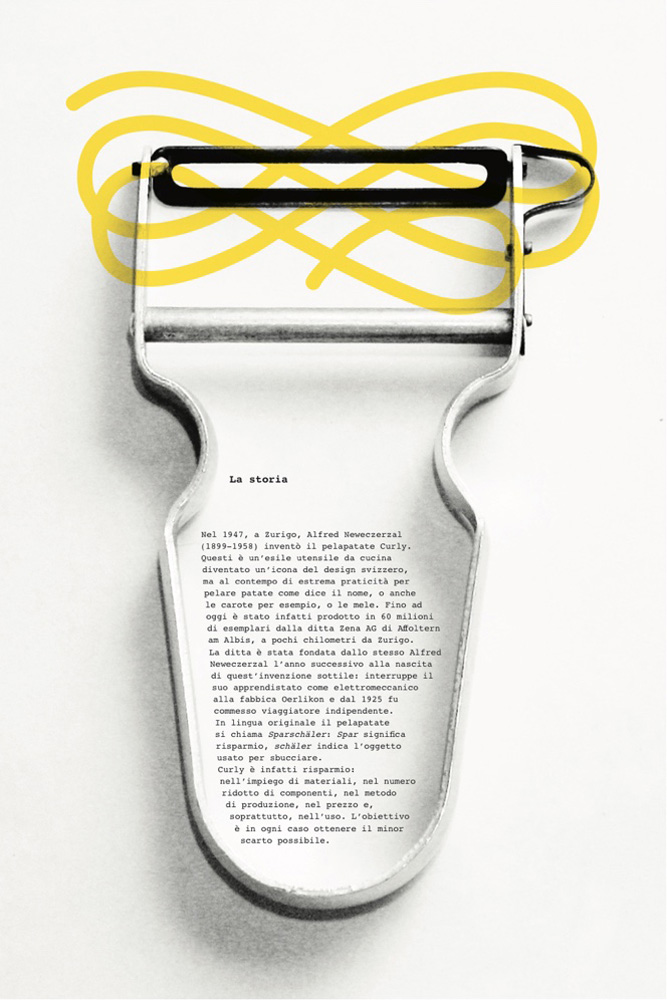 La storia
Nel 1947, a Zurigo, Alfred Neweczerzal
(1899–1958) inventò il pelapatate Curly.
Questi è un'esile utensile da cucina
diventato un'icona del design svizzero,
ma al contempo di estrema praticità per
pelare patate come dice il nome, o anche
le carote per esempio, o le mele. Fino ad
oggi è stato infatti prodotto in 60 milioni
di esemplari dalla ditta Zena AG di Affoltern
am Albis, a pochi chilometri da Zurigo.
La ditta è stata fondata dallo stesso Alfred
Neweczerzal l'anno successivo alla nascita
di quest'invenzione sottile: interruppe il
suo apprendistato come elettromeccanico
alla fabbica Oerlikon e dal 1925 fu
commesso viaggiatore indipendente.
In lingua originale il pelapatate
si chiama Sparschäler: Spar significa
risparmio, schäler indica l'oggetto
usato per sbucciare.
Curly è infatti risparmio:
nell'impiego di materiali, nel numero
ridotto di componenti, nel metodo
di produzione, nel prezzo e,
soprattutto, nell'uso. L'obiettivo
è in ogni caso ottenere il minor
scarto possibile.